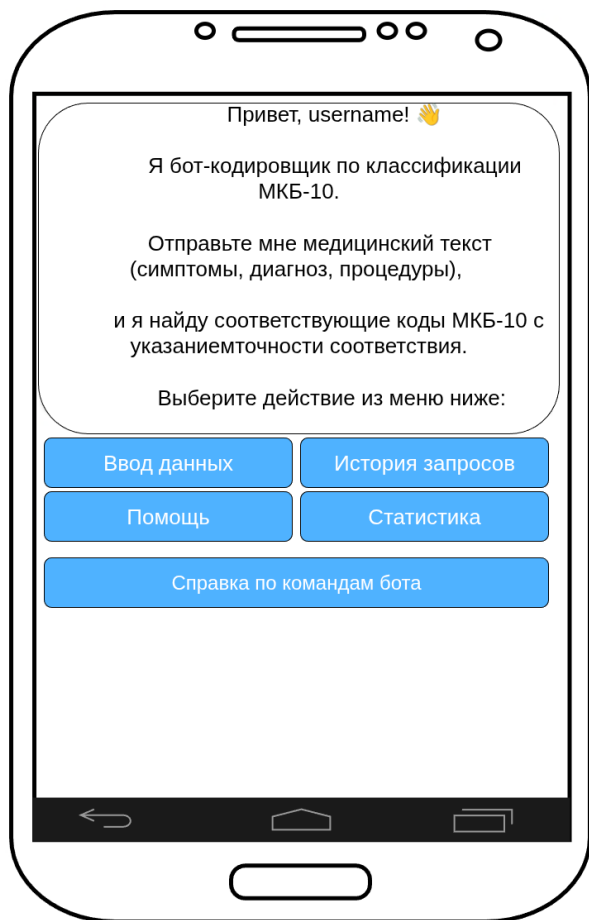 Привет, username! 👋
Я бот-кодировщик по классификации
МКБ-10.
Отправьте мне медицинский текст
(симптомы, диагноз, процедуры),
и я найду соответствующие коды МКБ-10 с
указаниемточности соответствия.
Выберите действие из меню ниже:
Ввод данных
История запросов
Помощь
Статистика
Справка по командам бота